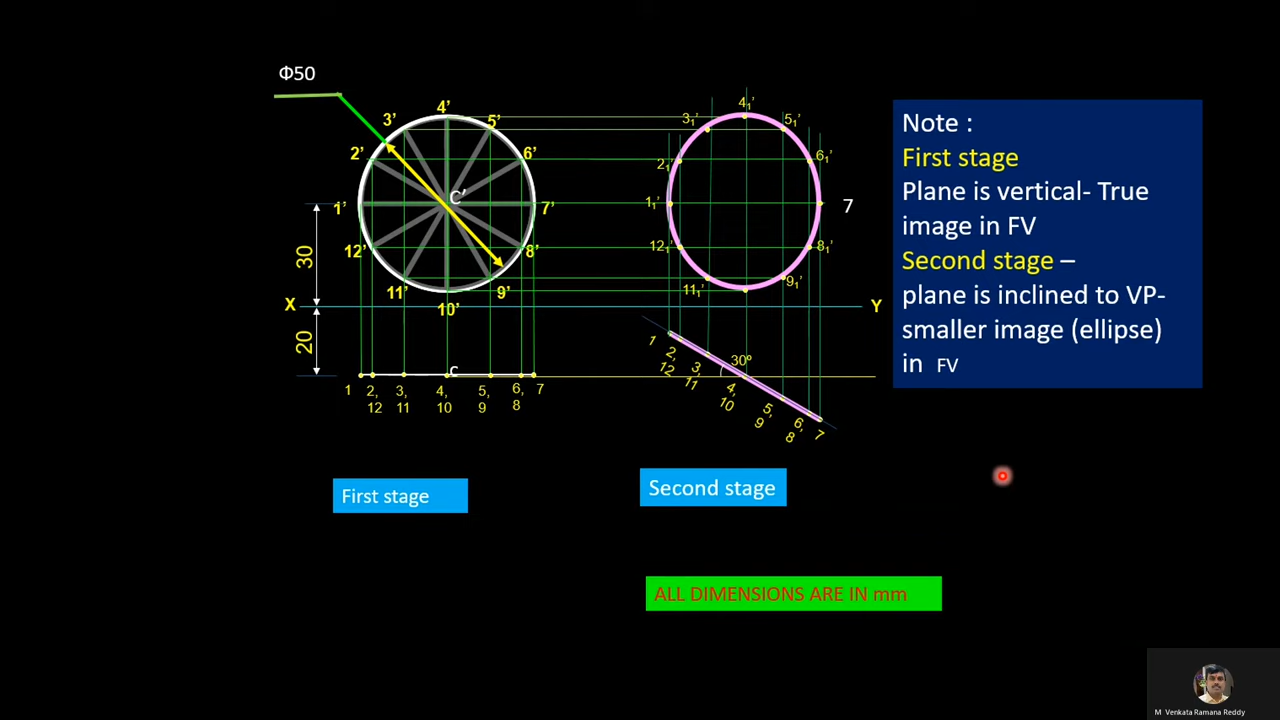 Φ50
4'
3'
5'
2'
6'
C'
1'
7'
12'
8'
11'
9'
10'
30
X
20
c
1
2,
12
3,
11
4,
10
5,
9
6,
8
7
4₁'
3₁'
5₁'
2₁'
6₁'
1₁'
7
12₁'
8₁'
11₁'
9₁'
Y
30º
1
2,
12
3,
11
4,
10
5,
9
6,
8
7
Note :
First stage
Plane is vertical- True
image in FV
Second stage –
plane is inclined to VP-
smaller image (ellipse)
in FV
First stage
Second stage
ALL DIMENSIONS ARE IN mm
M Venkata Ramana Reddy